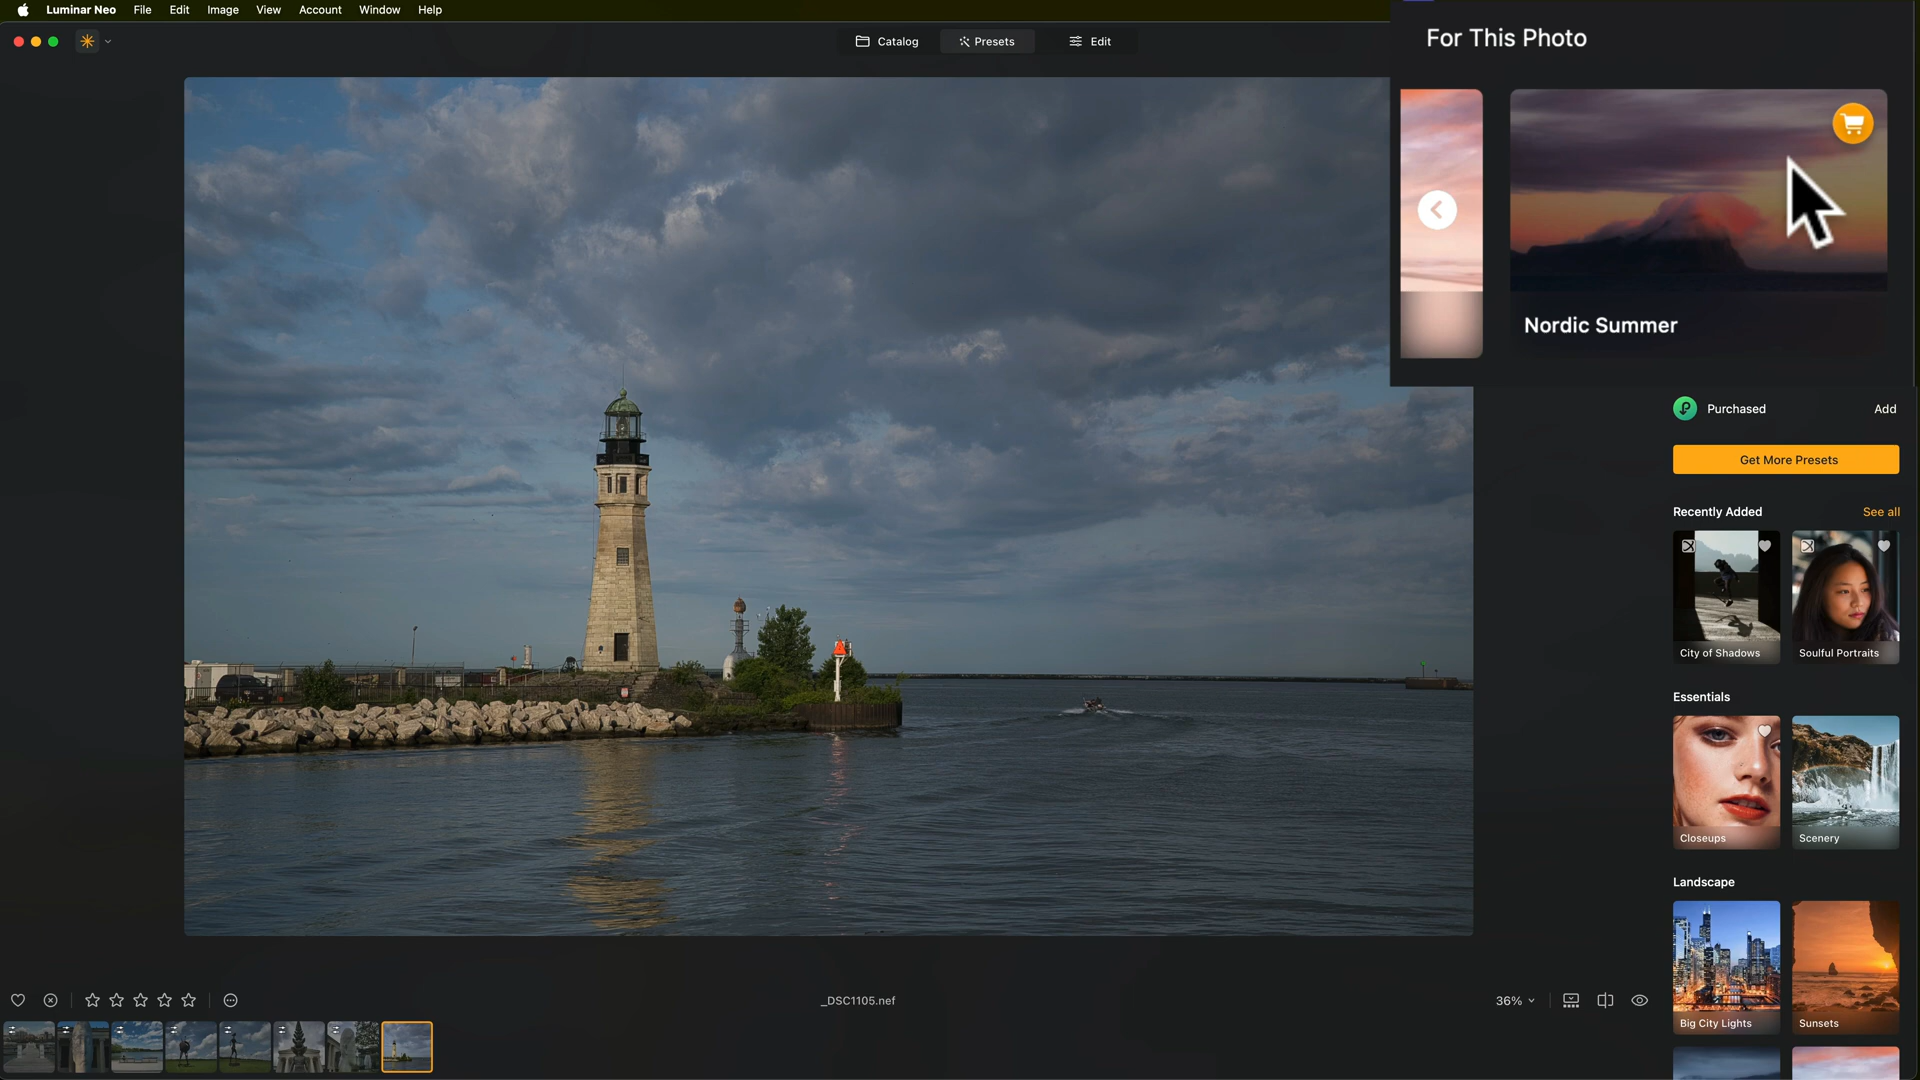 Luminar Neo File Edit Image View Account Window Help
Catalog Presets Edit
For This Photo
Nordic Summer
Purchased Add
Get More Presets
Recently Added See all
City of Shadows Soulful Portraits
Essentials
Closeups Scenery
Landscape
Big City Lights Sunsets
_DSC1105.nef 36%